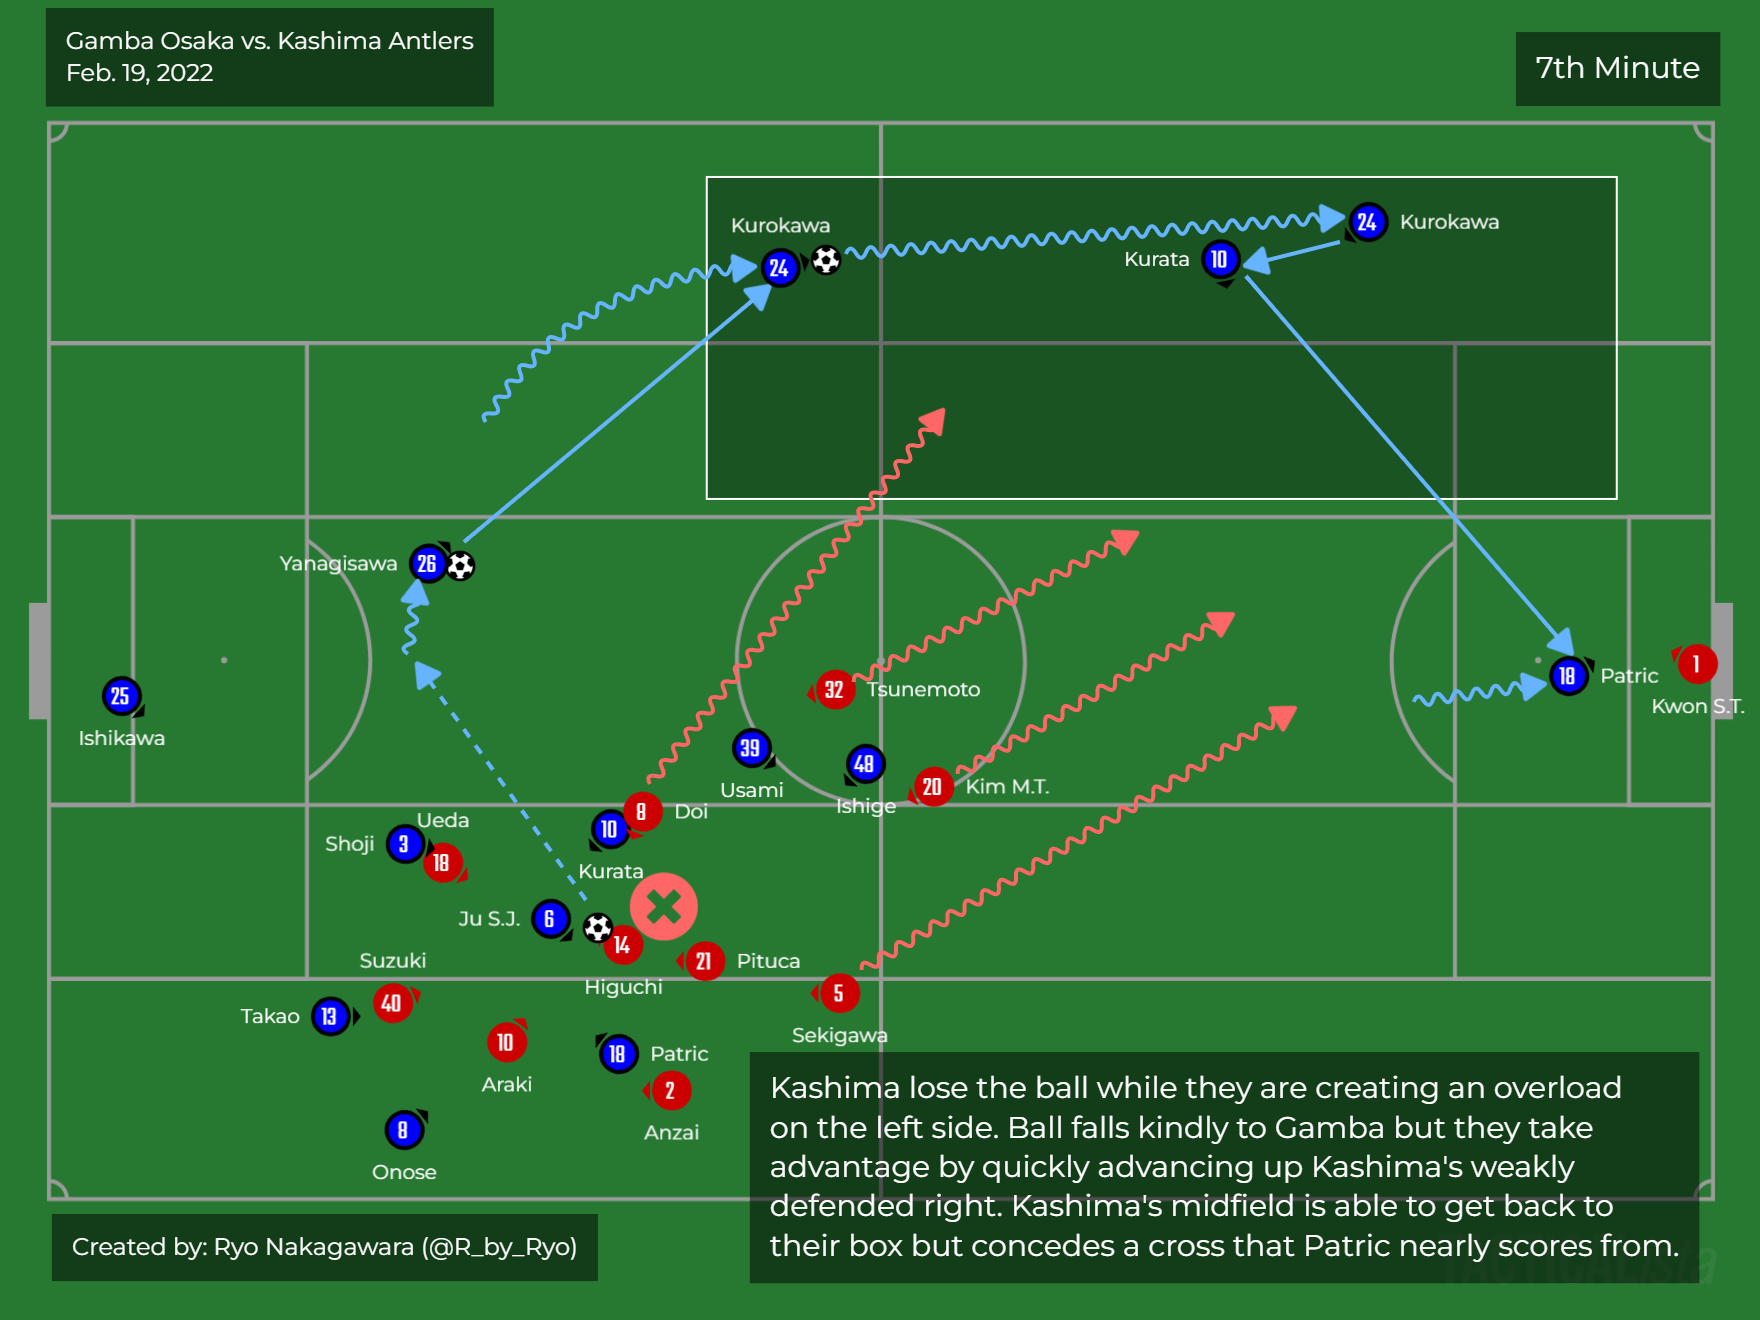 Gamba Osaka vs. Kashima Antlers
Feb. 19, 2022
7th Minute
Kurokawa
24
24
Kurokawa
Kurata
10
Yanagisawa
26
25
Ishikawa
32
Tsunemoto
18
Patric
1
Kwon S.T.
39
Usami
48
Ishige
20
Kim M.T.
10
8
Doi
Kurata
Ueda
Shoji
3
18
Ju S.J.
6
14
Higuchi
21
Pituca
Suzuki
40
Takao
13
5
Sekigawa
10
Araki
18
Patric
2
Anzai
8
Onose
Kashima lose the ball while they are creating an overload
on the left side. Ball falls kindly to Gamba but they take
advantage by quickly advancing up Kashima's weakly
defended right. Kashima's midfield is able to get back to
their box but concedes a cross that Patric nearly scores from.
Created by: Ryo Nakagawara (@R_by_Ryo)